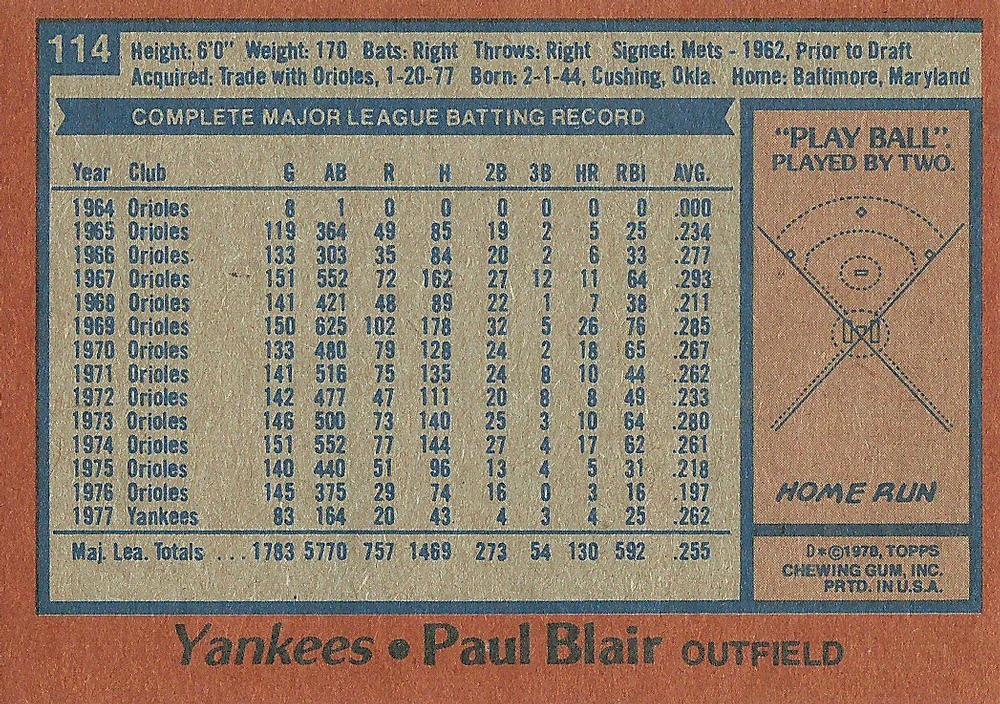 114
Height: 6'0" Weight: 170 Bats: Right Throws: Right Signed: Mets - 1962, Prior to Draft
Acquired: Trade with Orioles, 1-20-77 Born: 2-1-44, Cushing, Okla. Home: Baltimore, Maryland
COMPLETE MAJOR LEAGUE BATTING RECORD
Year Club G AB R H 2B 3B HR RBI AVG.
1964 Orioles 8 1 0 0 0 0 0 0 .000
1965 Orioles 119 364 49 85 19 2 5 25 .234
1966 Orioles 133 303 35 84 20 2 6 33 .277
1967 Orioles 151 552 72 162 27 12 11 64 .293
1968 Orioles 141 421 48 89 22 1 7 38 .211
1969 Orioles 150 625 102 178 32 5 26 76 .285
1970 Orioles 133 480 79 128 24 2 18 65 .267
1971 Orioles 141 516 75 135 24 8 10 44 .262
1972 Orioles 142 477 47 111 20 8 8 49 .233
1973 Orioles 146 500 73 140 25 3 10 64 .280
1974 Orioles 151 552 77 144 27 4 17 62 .261
1975 Orioles 140 440 51 96 13 4 5 31 .218
1976 Orioles 145 375 29 74 16 0 3 16 .197
1977 Yankees 83 164 20 43 4 3 4 25 .262
Maj. Lea. Totals ... 1783 5770 757 1469 273 54 130 592 .255
"PLAY BALL".
PLAYED BY TWO.
HOME RUN
D*©1978, TOPPS
CHEWING GUM, INC.
PRTD. IN U.S.A.
Yankees • Paul Blair OUTFIELD